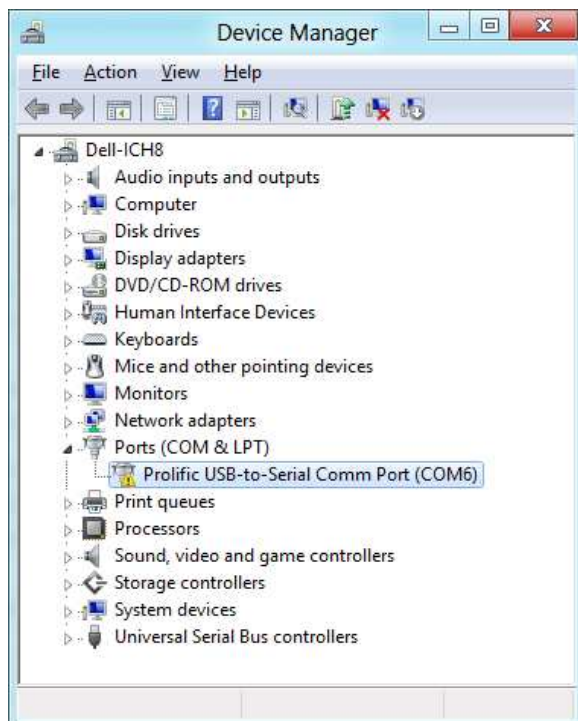 Device Manager
File Action View Help
Dell-ICH8
Audio inputs and outputs
Computer
Disk drives
Display adapters
DVD/CD-ROM drives
Human Interface Devices
Keyboards
Mice and other pointing devices
Monitors
Network adapters
Ports (COM & LPT)
Prolific USB-to-Serial Comm Port (COM6)
Print queues
Processors
Sound, video and game controllers
Storage controllers
System devices
Universal Serial Bus controllers